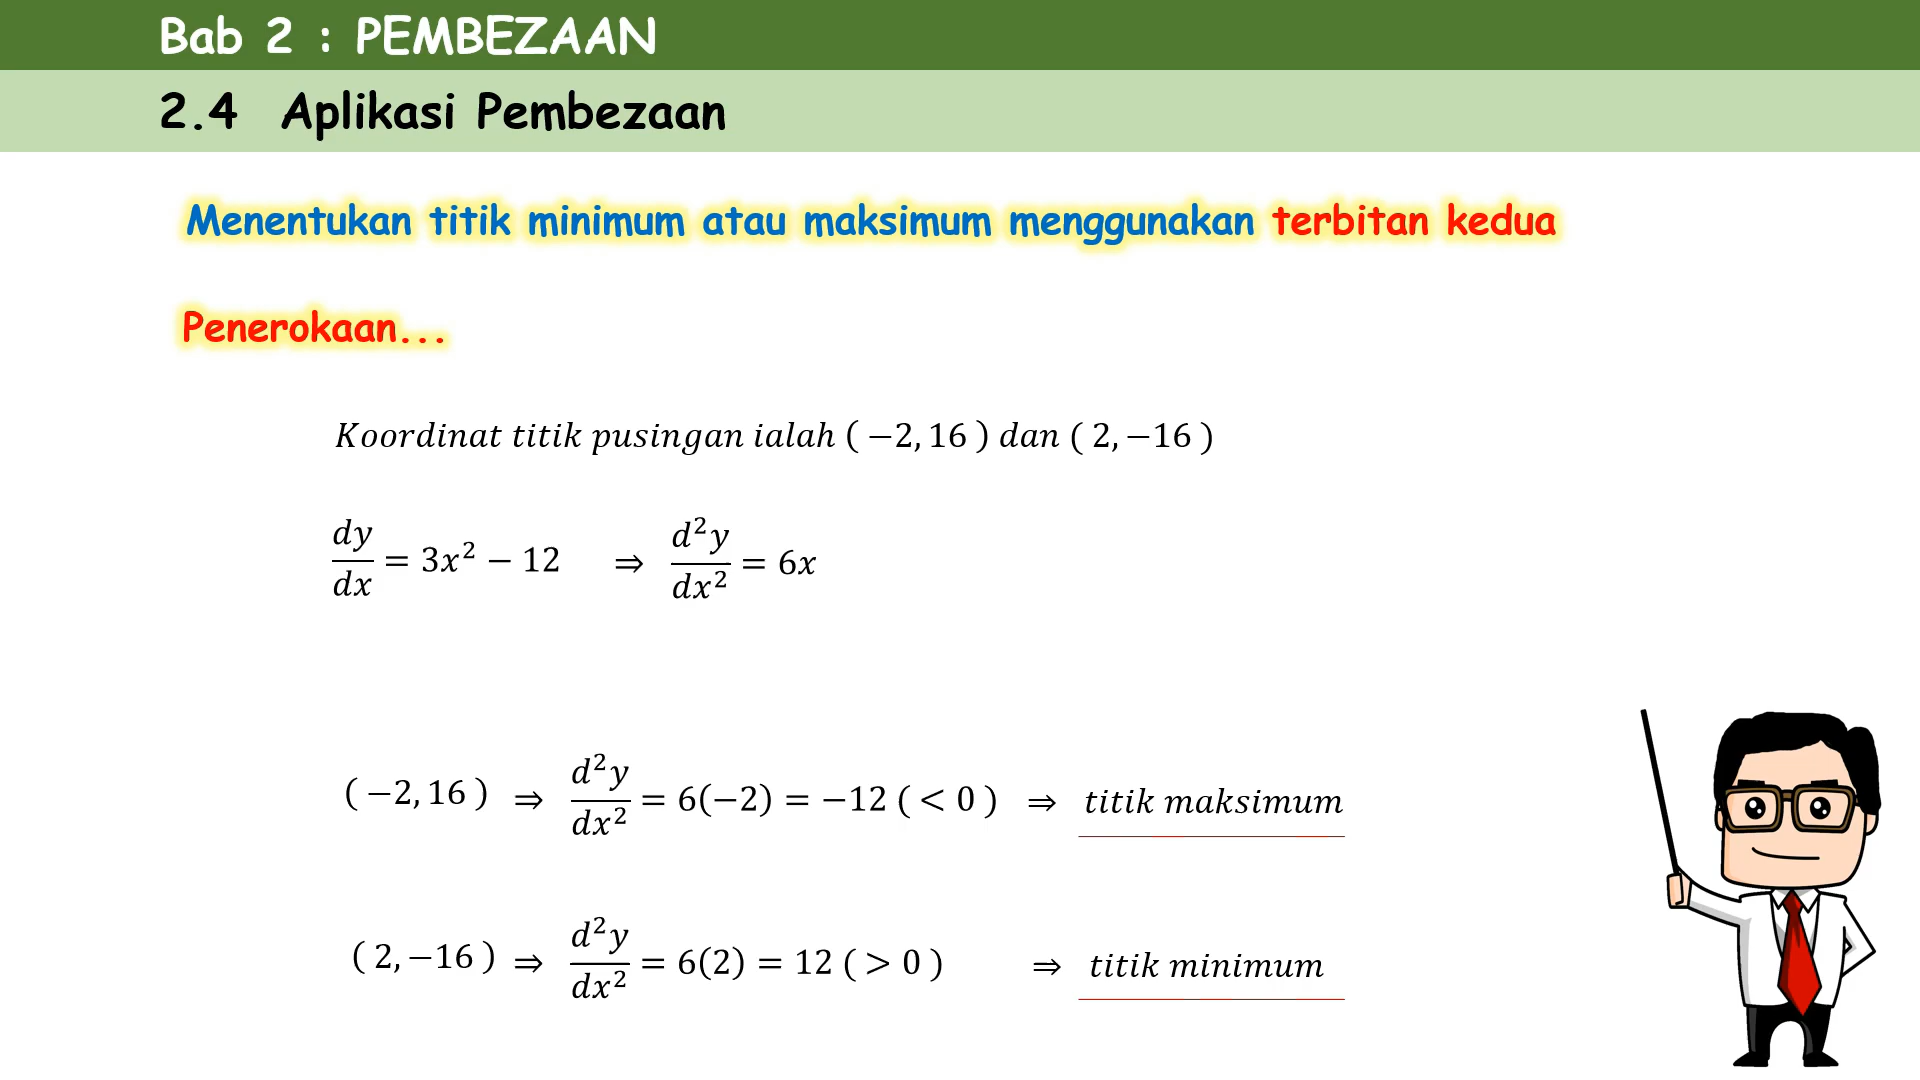 Bab 2 : PEMBEZAAN
2.4 Aplikasi Pembezaan
Menentukan titik minimum atau maksimum menggunakan terbitan kedua
Penerokaan...
Koordinat titik pusingan ialah ( −2, 16 ) dan ( 2, −16 )
dy/dx = 3x² − 12 ⇒ d²y/dx² = 6x
( −2, 16 ) ⇒ d²y/dx² = 6(−2) = −12 ( < 0 ) ⇒ titik maksimum
( 2, −16 ) ⇒ d²y/dx² = 6(2) = 12 ( > 0 ) ⇒ titik minimum